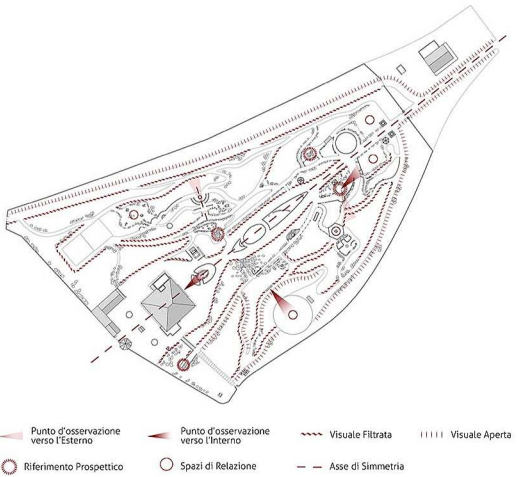 Punto d'osservazione
verso l'Esterno
Punto d'osservazione
verso l'Interno
Visuale Filtrata
Visuale Aperta
Riferimento Prospettico
Spazi di Relazione
Asse di Simmetria